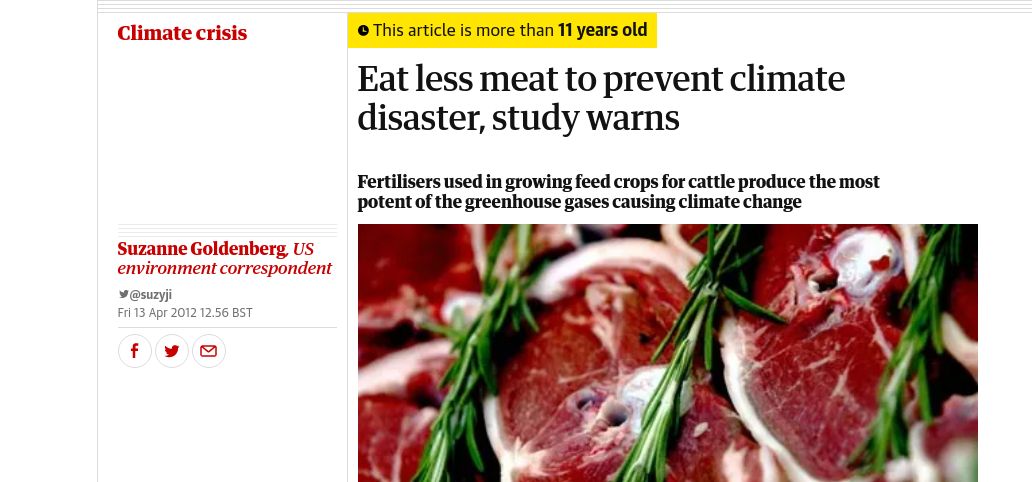 Climate crisis
This article is more than 11 years old
Eat less meat to prevent climate
disaster, study warns
Fertilisers used in growing feed crops for cattle produce the most
potent of the greenhouse gases causing climate change
Suzanne Goldenberg, US
environment correspondent
@suzyji
Fri 13 Apr 2012 12.56 BST